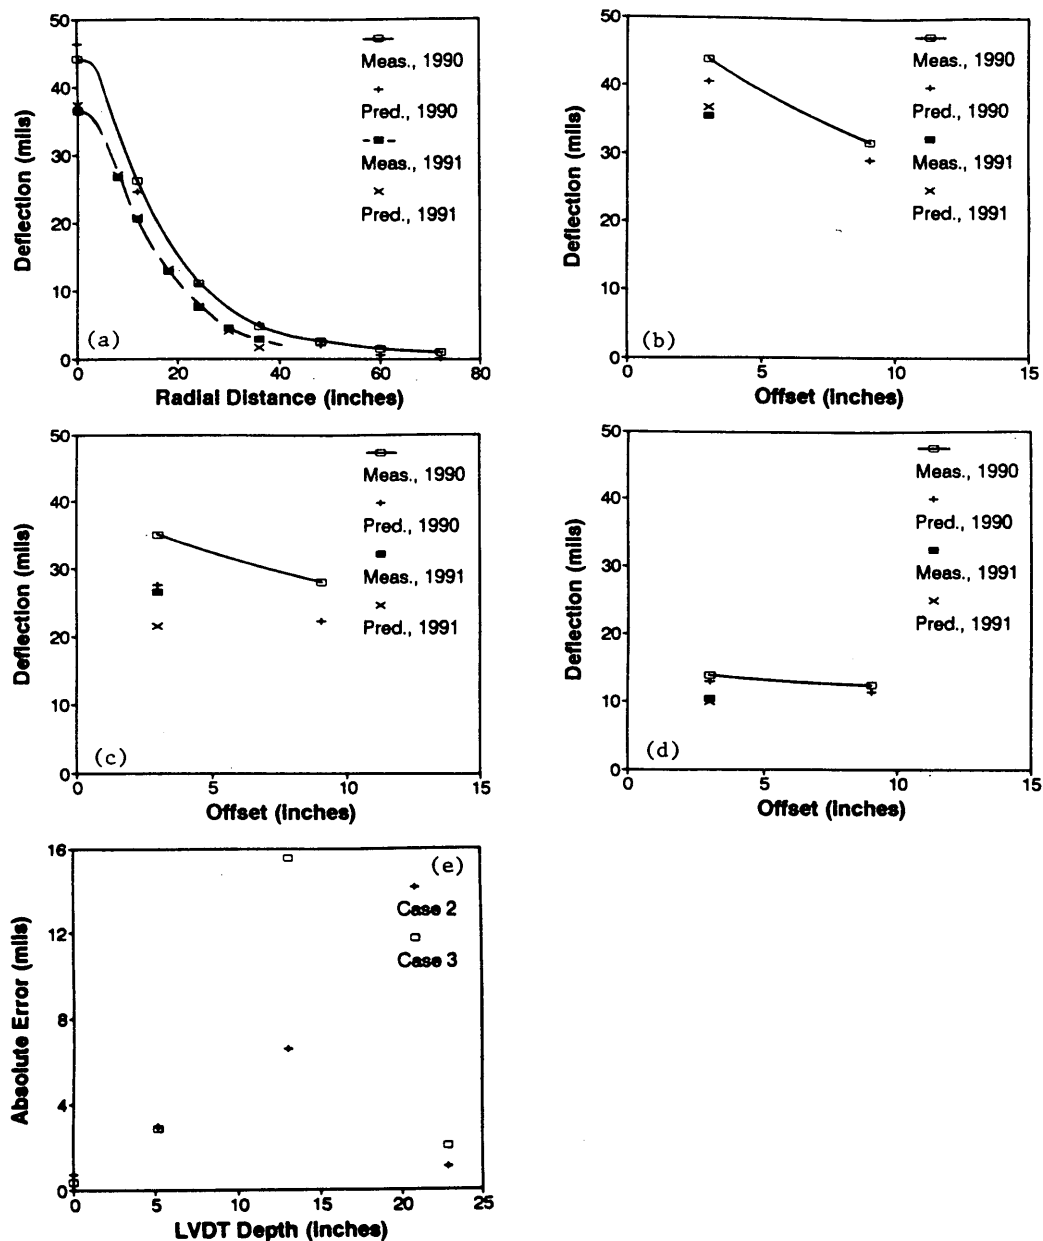 50
40
30
20
10
0
Deflection (mils)
Meas., 1990
Pred., 1990
Meas., 1991
Pred., 1991
(a)
0 20 40 60 80
Radial Distance (inches)
50
40
30
20
10
0
Deflection (mils)
Meas., 1990
Pred., 1990
Meas., 1991
Pred., 1991
(b)
0 5 10 15
Offset (inches)
50
40
30
20
10
0
Deflection (mils)
Meas., 1990
Pred., 1990
Meas., 1991
Pred., 1991
(c)
0 5 10 15
Offset (inches)
50
40
30
20
10
0
Deflection (mils)
Meas., 1990
Pred., 1990
Meas., 1991
Pred., 1991
(d)
0 5 10 15
Offset (inches)
16
12
8
4
0
Absolute Error (mils)
(e)
Case 2
Case 3
0 5 10 15 20 25
LVDT Depth (inches)